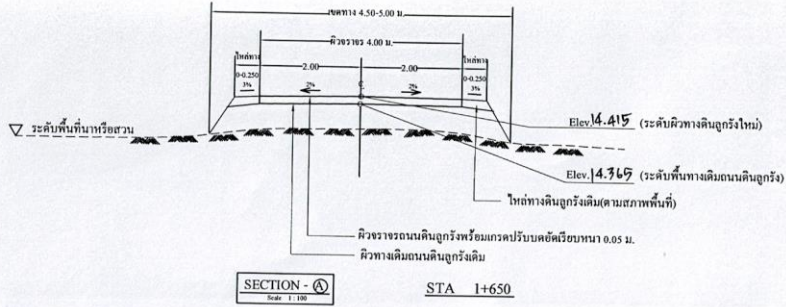 เขตทาง 4.50-5.00 ม.
ผิวจราจร 4.00 ม.
ไหล่ทาง
0-0.250
3%
2.00
2%
2.00
2%
ไหล่ทาง
0-0.250
3%
Elev. 14.415 (ระดับผิวทางดินลูกรังใหม่)
ระดับพื้นที่นาหรือสวน
Elev. 14.365 (ระดับพื้นทางเดิมถนนดินลูกรัง)
ไหล่ทางดินลูกรังเดิม(ตามสภาพพื้นที่)
ผิวจราจรถนนดินลูกรังพร้อมเกรดปรับบดอัดเรียบหนา 0.05 ม.
ผิวทางเดิมถนนดินลูกรังเดิม
SECTION - A
Scale 1 : 100
STA 1+650